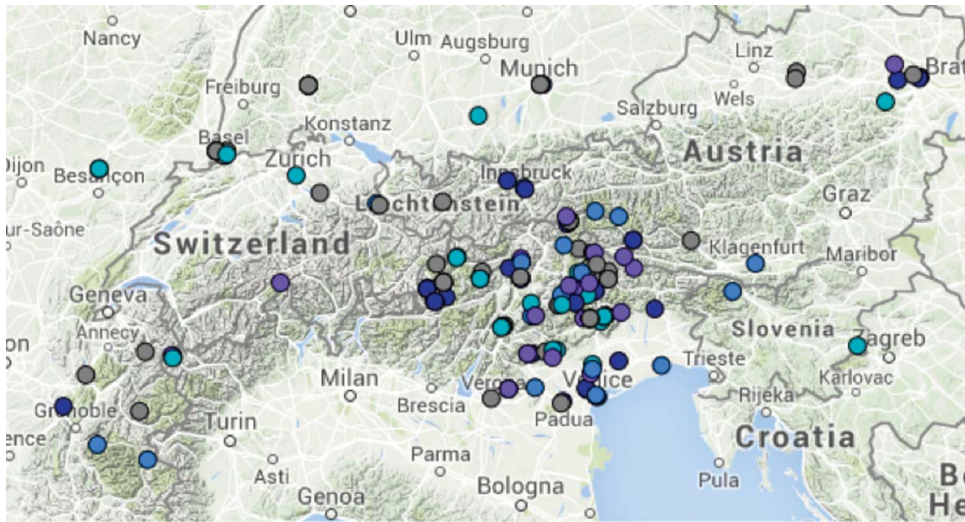 Nancy
Ulm
Augsburg
Munich
Linz
Wels
Brat
Freiburg
Salzburg
Basel
Konstanz
Zurich
Dijon
Besançon
Innsbruck
Austria
Liechtenstein
Graz
ur-Saône
Switzerland
Klagenfurt
Maribor
Geneva
Annecy
on
Slovenia
Zagreb
Milan
Trieste
Karlovac
Verona
Venice
Grenoble
Brescia
Padua
Rijeka
ence
Turin
Croatia
Parma
Asti
Pula
Bologna
Genoa
B
He